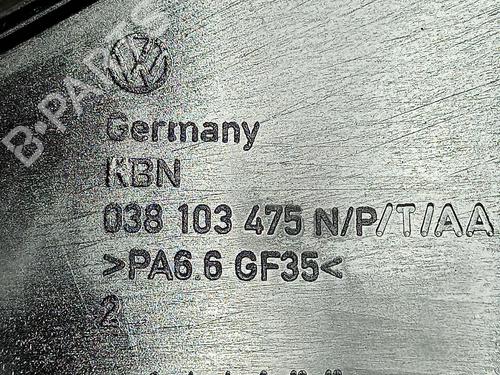 B-PARTS
Germany
KBN
038 103 475 N/P/T/AA
>PA6.6 GF35<
2